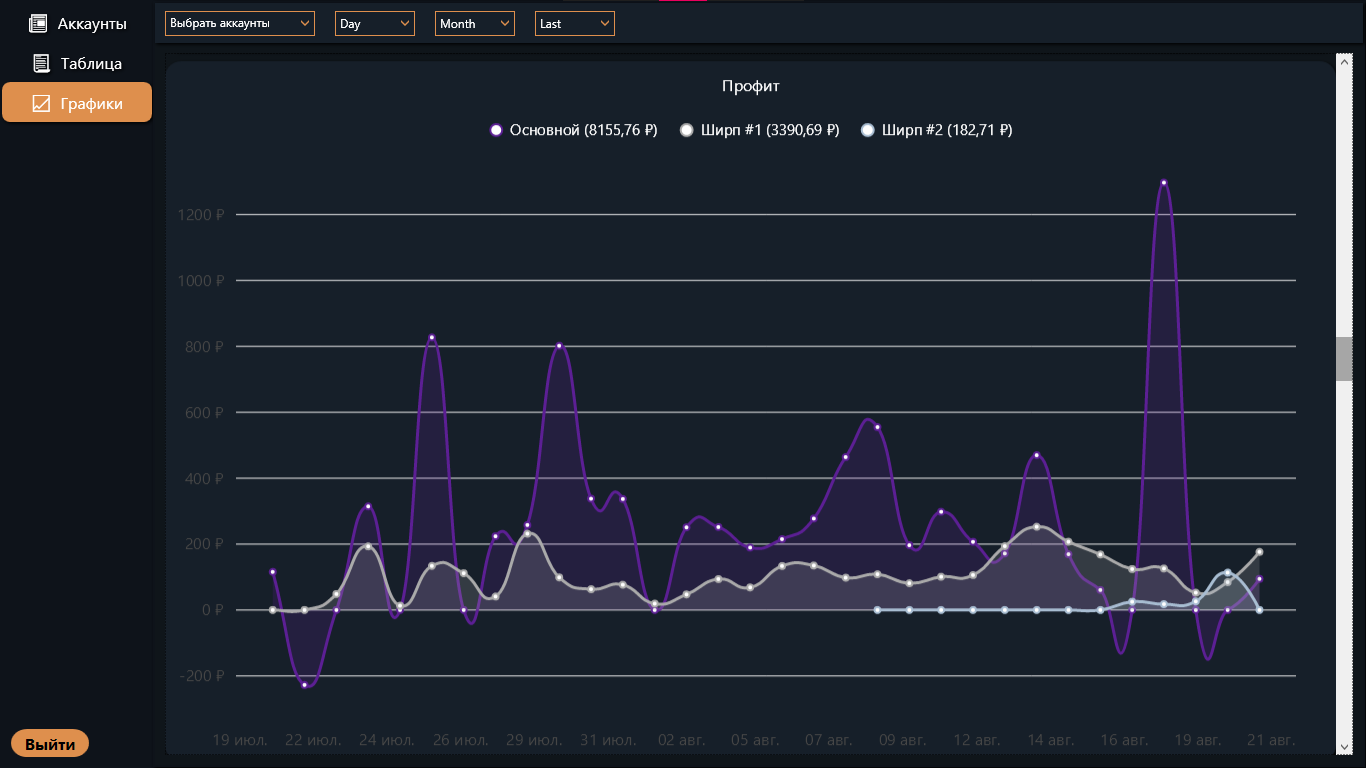 Аккаунты
Таблица
Графики
Выйти
Выбрать аккаунты
Day
Month
Last
Профит
Основной (8155,76 ₽)
Ширп #1 (3390,69 ₽)
Ширп #2 (182,71 ₽)
1200 ₽
1000 ₽
800 ₽
600 ₽
400 ₽
200 ₽
0 ₽
-200 ₽
19 июл.
22 июл.
24 июл.
26 июл.
29 июл.
31 июл.
02 авг.
05 авг.
07 авг.
09 авг.
12 авг.
14 авг.
16 авг.
19 авг.
21 авг.